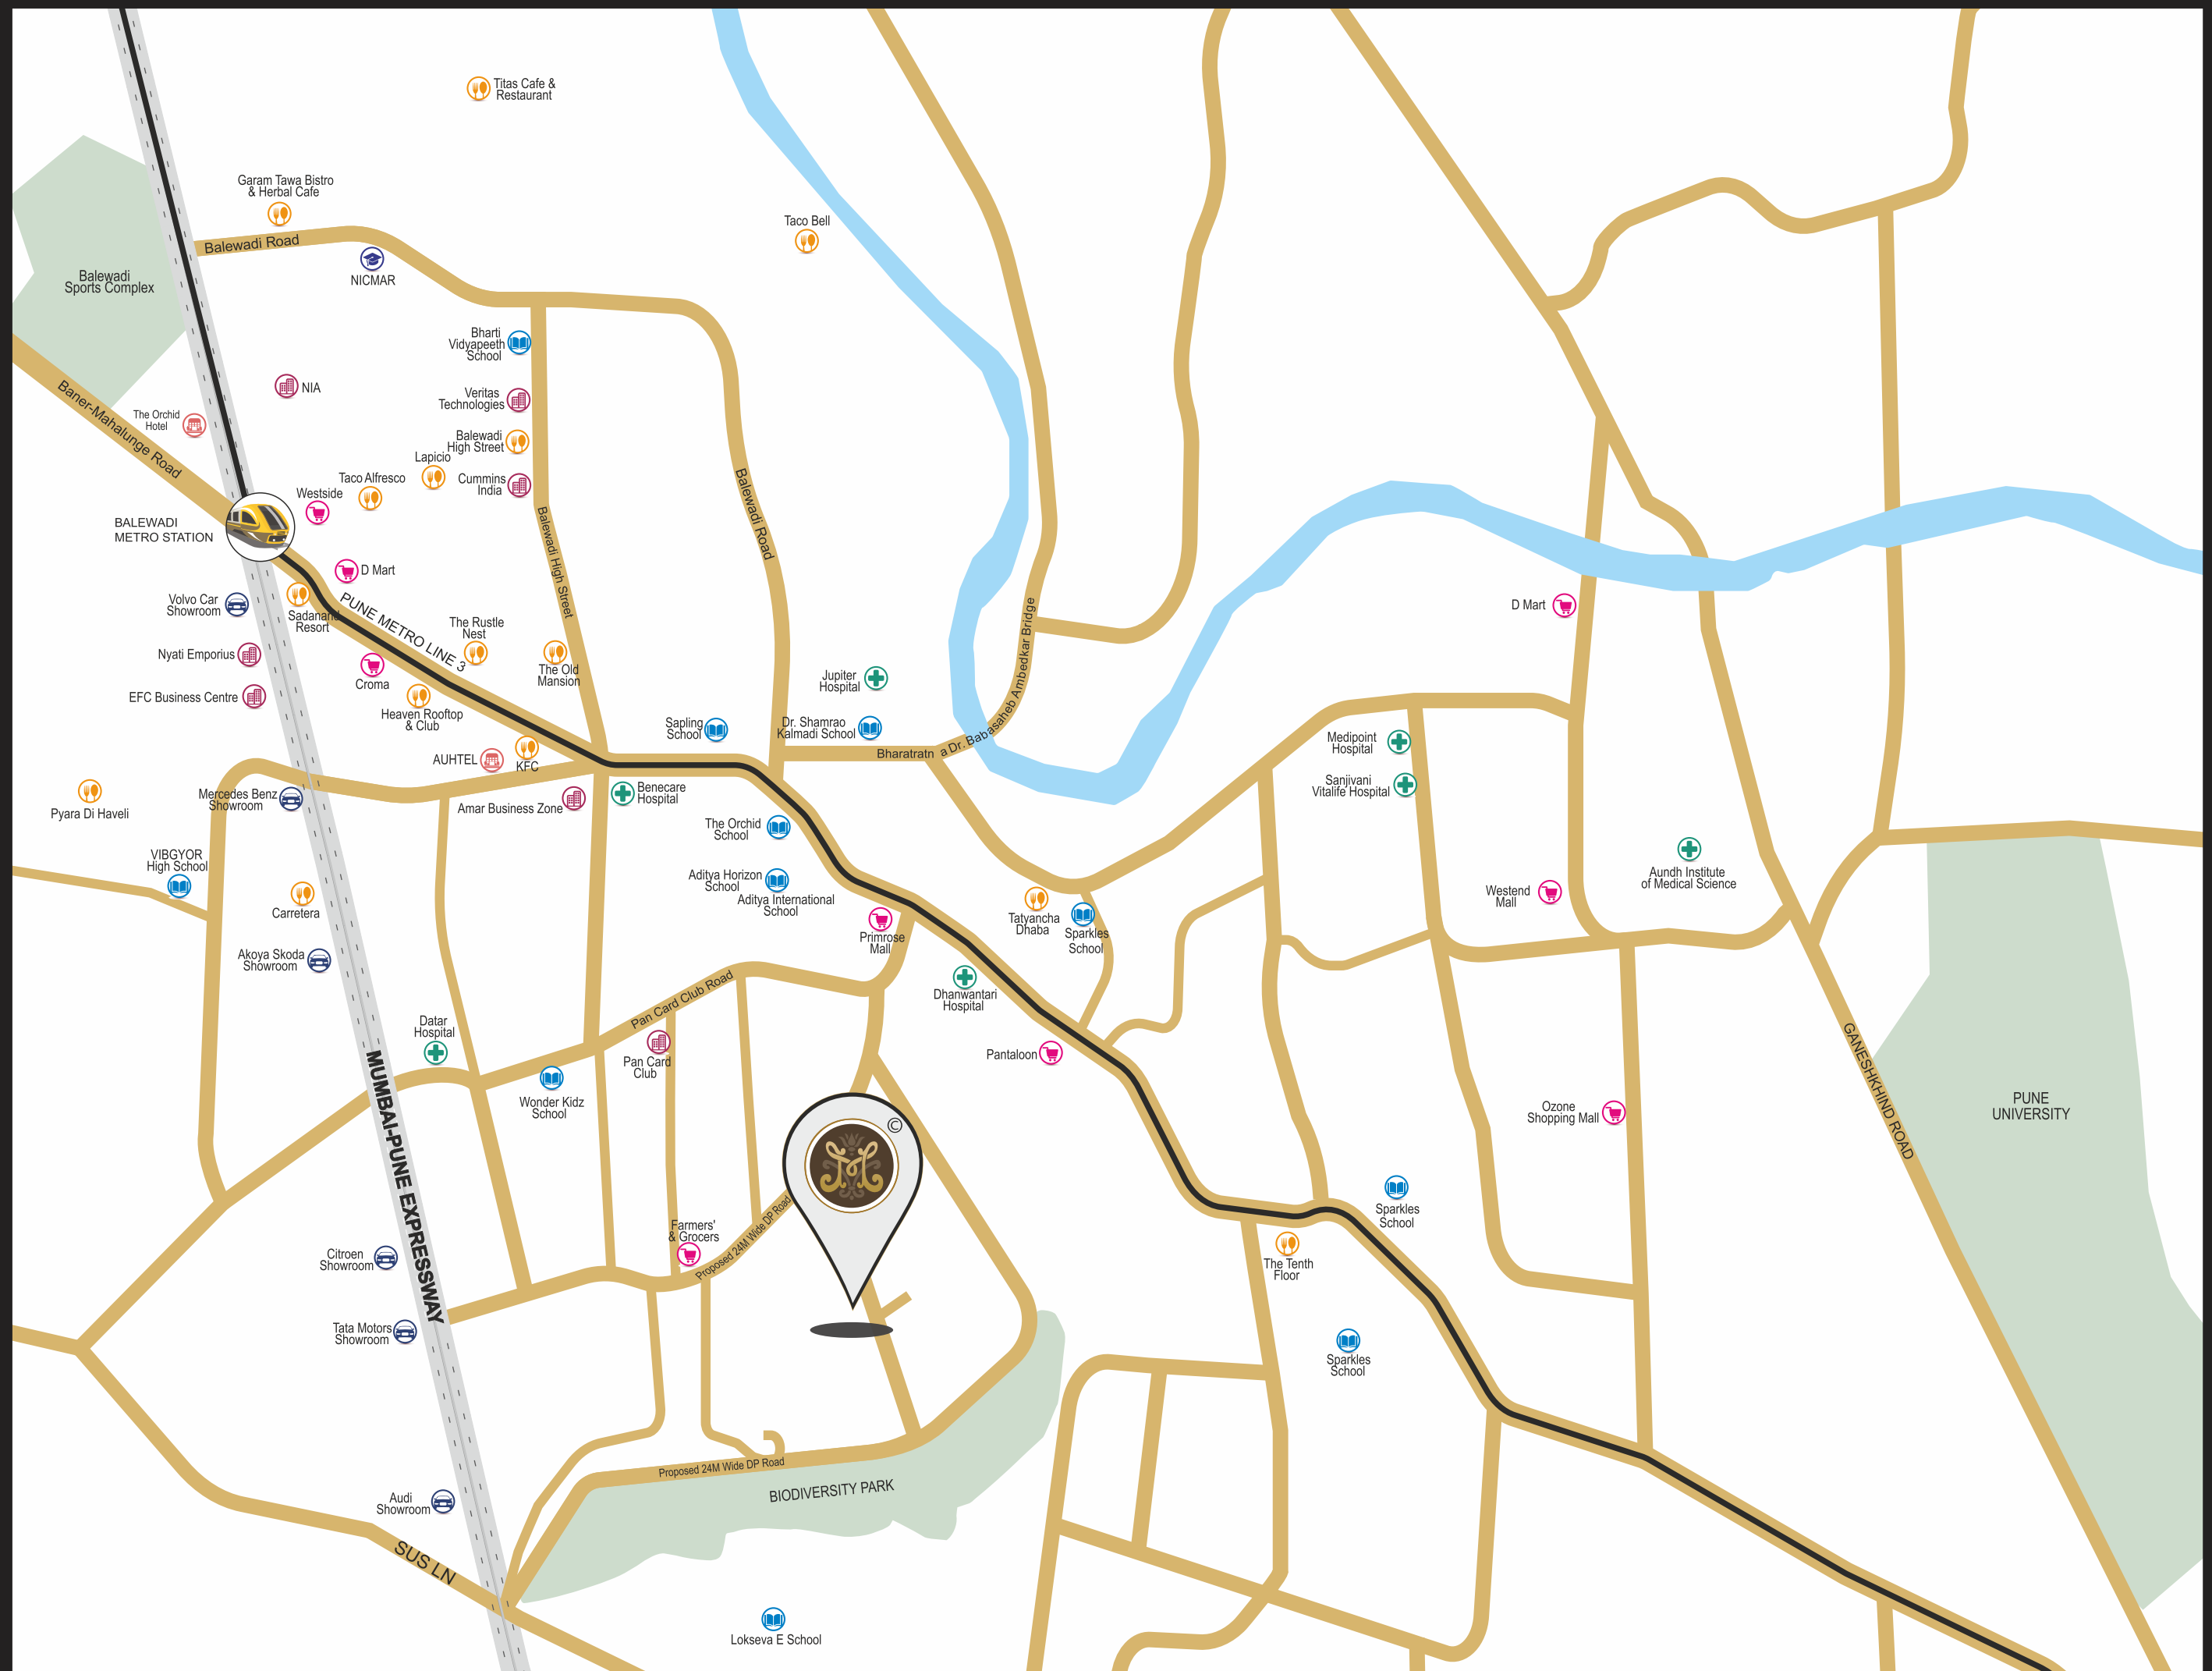 Titas Cafe &
Restaurant
Garam Tawa Bistro
& Herbal Cafe
Taco Bell
Balewadi Road
Balewadi
Sports Complex
NICMAR
Bharti
Vidyapeeth
School
NIA
Veritas
Technologies
Baner-Mahalunge Road
The Orchid
Hotel
Balewadi
High Street
Lapicio
Taco Alfresco
Cummins
India
Westside
Balewadi Road
BALEWADI
METRO STATION
Balewadi High Street
D Mart
Volvo Car
Showroom
Sadanand
Resort
PUNE METRO LINE 3
D Mart
The Rustle
Nest
Nyati Emporius
The Old
Mansion
Croma
EFC Business Centre
Heaven Rooftop
& Club
Jupiter
Hospital
Sapling
School
Dr. Shamrao
Kalmadi School
Bharatratna Dr. Babasaheb Ambedkar Bridge
Medipoint
Hospital
AUHTEL
KFC
Sanjivani
Vitalife Hospital
Mercedes Benz
Showroom
Amar Business Zone
Benecare
Hospital
Pyara Di Haveli
The Orchid
School
VIBGYOR
High School
Aundh Institute
of Medical Science
Aditya Horizon
School
Aditya International
School
Westend
Mall
Carretera
Primrose
Mall
Tatyancha
Dhaba
Sparkles
School
Akoya Skoda
Showroom
Pan Card Club Road
Dhanwantari
Hospital
Datar
Hospital
Pan Card
Club
Pantaloon
Wonder Kidz
School
MUMBAI-PUNE EXPRESSWAY
Ozone
Shopping Mall
GANESHKHIND ROAD
PUNE
UNIVERSITY
©
Sparkles
School
Farmers'
& Grocers
Proposed 24M Wide DP Road
Citroen
Showroom
The Tenth
Floor
Tata Motors
Showroom
Sparkles
School
Proposed 24M Wide DP Road
BIODIVERSITY PARK
Audi
Showroom
SUS LN
Lokseva E School